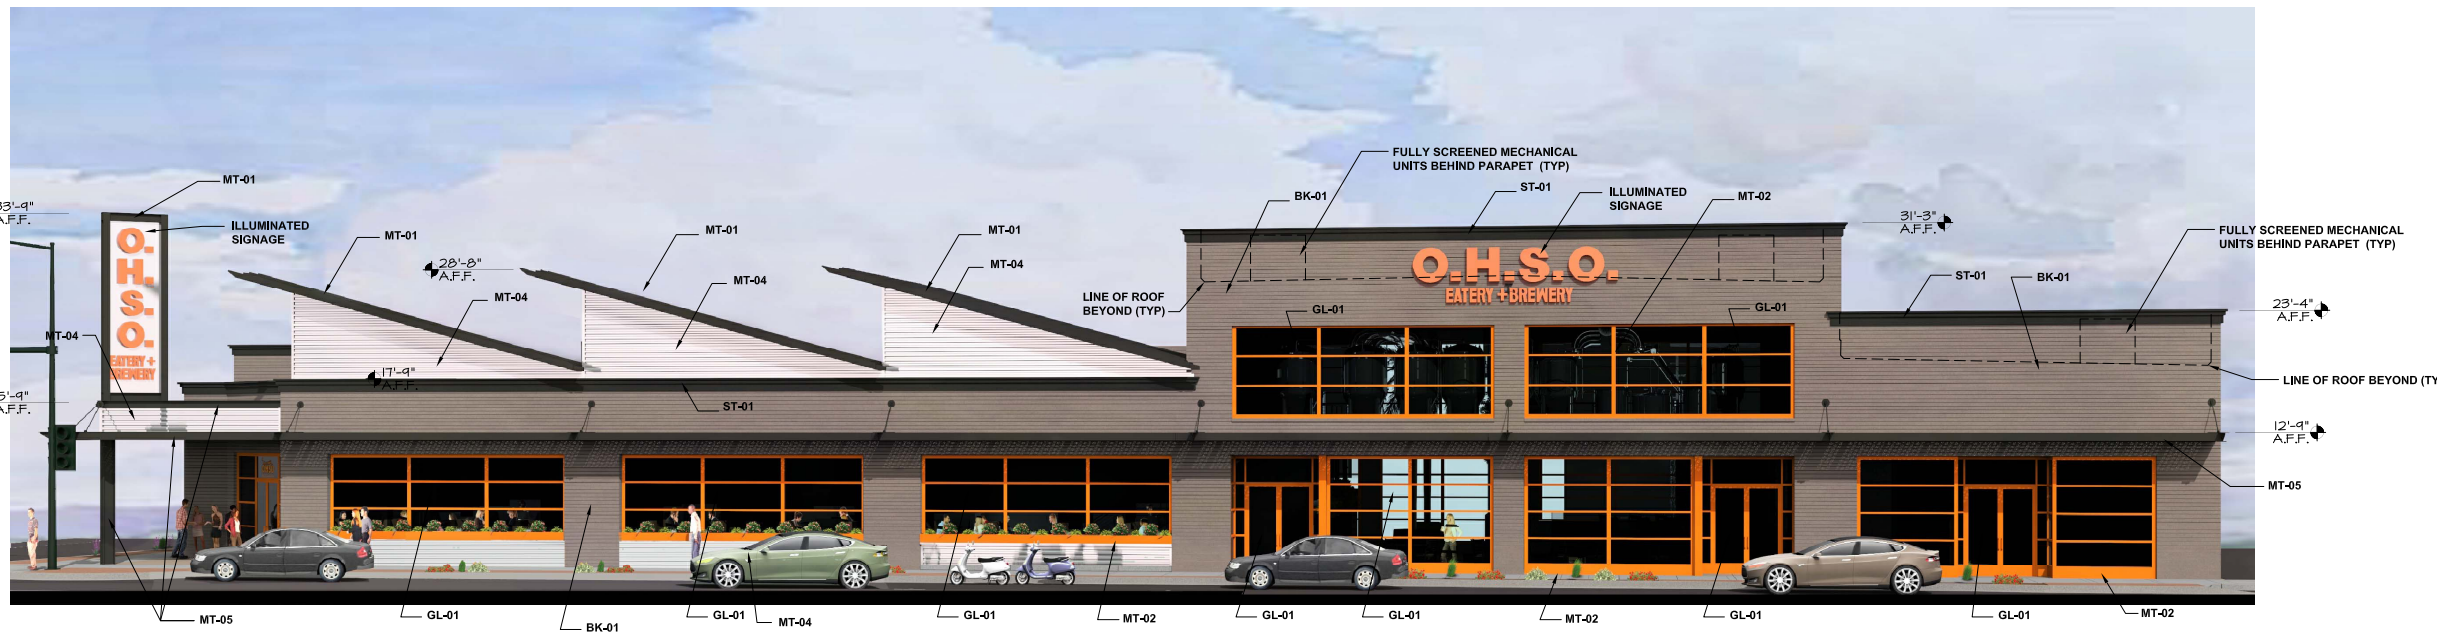 FULLY SCREENED MECHANICAL
UNITS BEHIND PARAPET (TYP)
MT-01
BK-01
ST-01
ILLUMINATED
SIGNAGE
MT-02
33'-9"
A.F.F.
ILLUMINATED
SIGNAGE
MT-01
MT-01
MT-01
31'-3"
A.F.F.
FULLY SCREENED MECHANICAL
UNITS BEHIND PARAPET (TYP)
O.
H.
S.
O.
EATERY +
BREWERY
28'-8"
A.F.F.
MT-04
MT-04
MT-04
O.H.S.O.
EATERY + BREWERY
ST-01
BK-01
LINE OF ROOF
BEYOND (TYP)
GL-01
GL-01
23'-4"
A.F.F.
MT-04
17'-9"
A.F.F.
LINE OF ROOF BEYOND (TY
5'-9"
A.F.F.
ST-01
12'-9"
A.F.F.
MT-05
MT-05
GL-01
BK-01
GL-01
MT-04
GL-01
MT-02
GL-01
GL-01
MT-02
GL-01
GL-01
MT-02